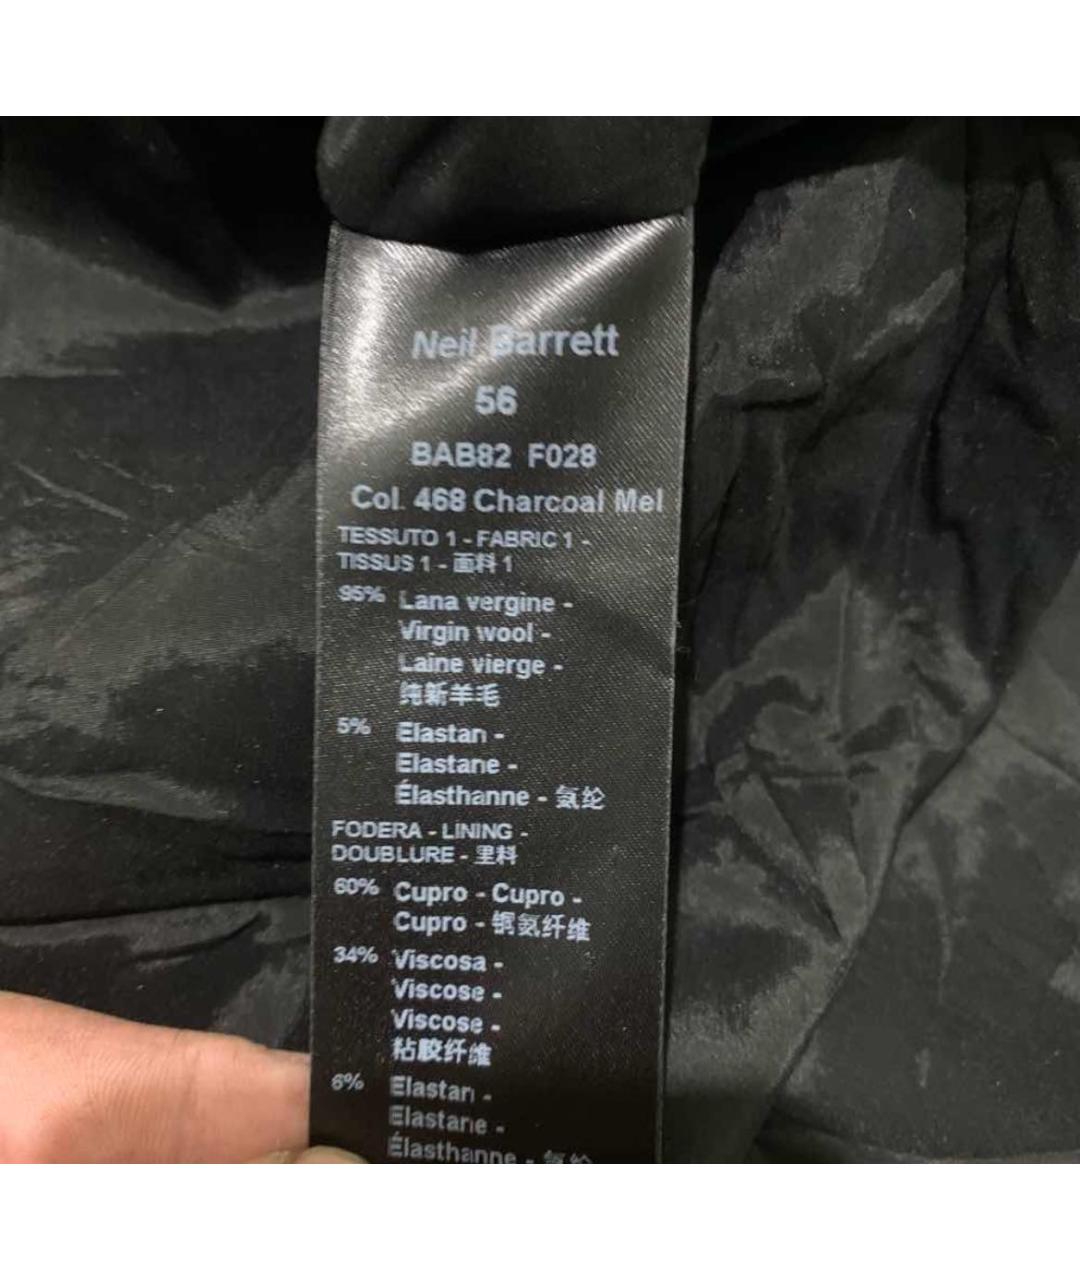 Neil Barrett
56
BAB82 F028
Col. 468 Charcoal Mel
TESSUTO 1 - FABRIC 1 -
TISSUS 1 - 面料 1
95% Lana vergine -
Virgin wool -
Laine vierge -
纯新羊毛
5% Elastan -
Elastane -
Élasthanne - 氨纶
FODERA - LINING -
DOUBLURE - 里料
60% Cupro - Cupro -
Cupro - 铜氨纤维
34% Viscosa -
Viscose -
Viscose -
粘胶纤维
6% Elastan -
Elastane -
Élasthanne - 氨纶